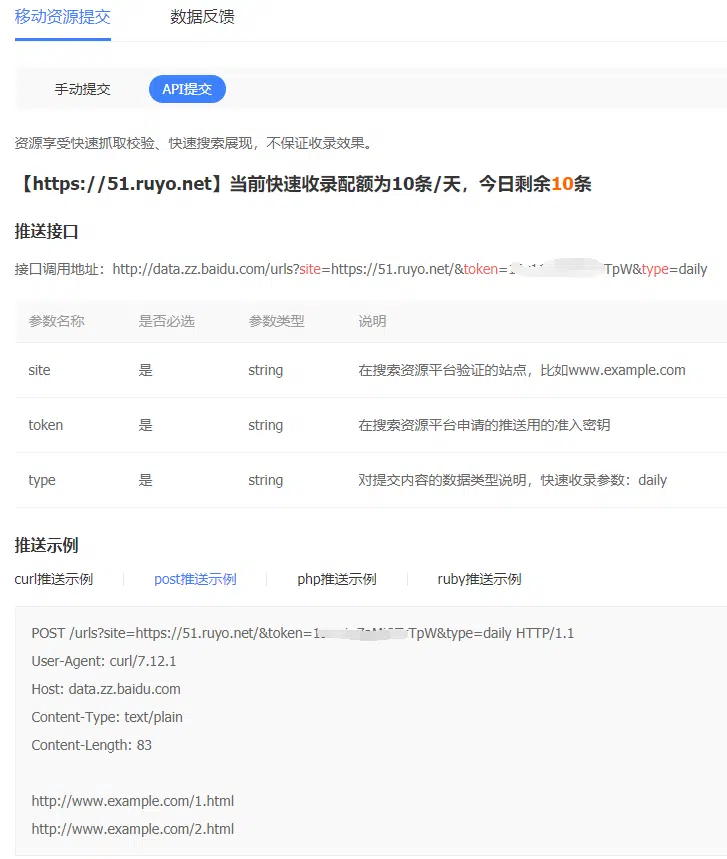 移动资源提交 数据反馈
手动提交 API提交
资源享受快速抓取校验、快速搜索展现，不保证收录效果。
【https://51.ruyo.net】当前快速收录配额为10条/天，今日剩余10条
推送接口
接口调用地址：http://data.zz.baidu.com/urls?site=https://51.ruyo.net/&token= TpW&type=daily
参数名称 是否必选 参数类型 说明
site 是 string 在搜索资源平台验证的站点，比如www.example.com
token 是 string 在搜索资源平台申请的推送用的准入密钥
type 是 string 对提交内容的数据类型说明，快速收录参数：daily
推送示例
curl推送示例 post推送示例 php推送示例 ruby推送示例
POST /urls?site=https://51.ruyo.net/&token= TpW&type=daily HTTP/1.1
User-Agent: curl/7.12.1
Host: data.zz.baidu.com
Content-Type: text/plain
Content-Length: 83
http://www.example.com/1.html
http://www.example.com/2.html